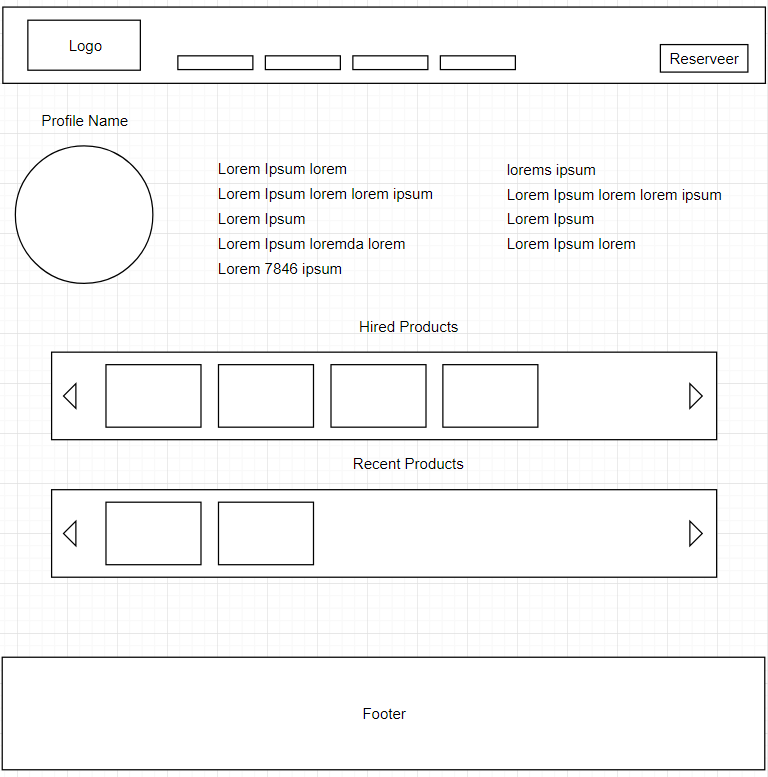 Logo
Reserveer
Profile Name
Lorem Ipsum lorem
Lorem Ipsum lorem lorem ipsum
Lorem Ipsum
Lorem Ipsum loremda lorem
Lorem 7846 ipsum
lorems ipsum
Lorem Ipsum lorem lorem ipsum
Lorem Ipsum
Lorem Ipsum lorem
Hired Products
Recent Products
Footer